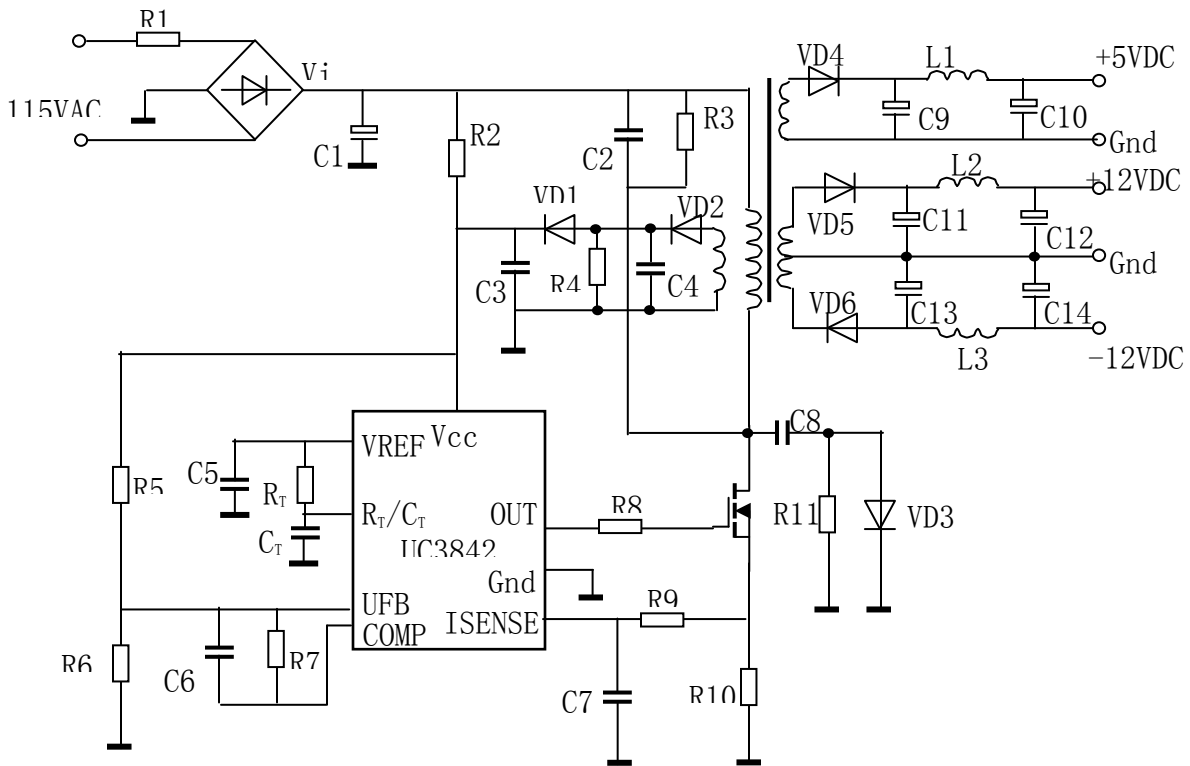 R1
115VAC
Vi
C1
R2
C2
R3
VD1
VD2
C3
R4
C4
VD4
L1
+5VDC
C9
C10
Gnd
L2
+12VDC
VD5
C11
C12
Gnd
VD6
C13
C14
L3
-12VDC
C8
R11
VD3
VREF
Vcc
C5
RT
R5
RT/CT
OUT
R8
CT
UC3842
Gnd
UFB
ISENSE
R9
COMP
R6
C6
R7
C7
R10